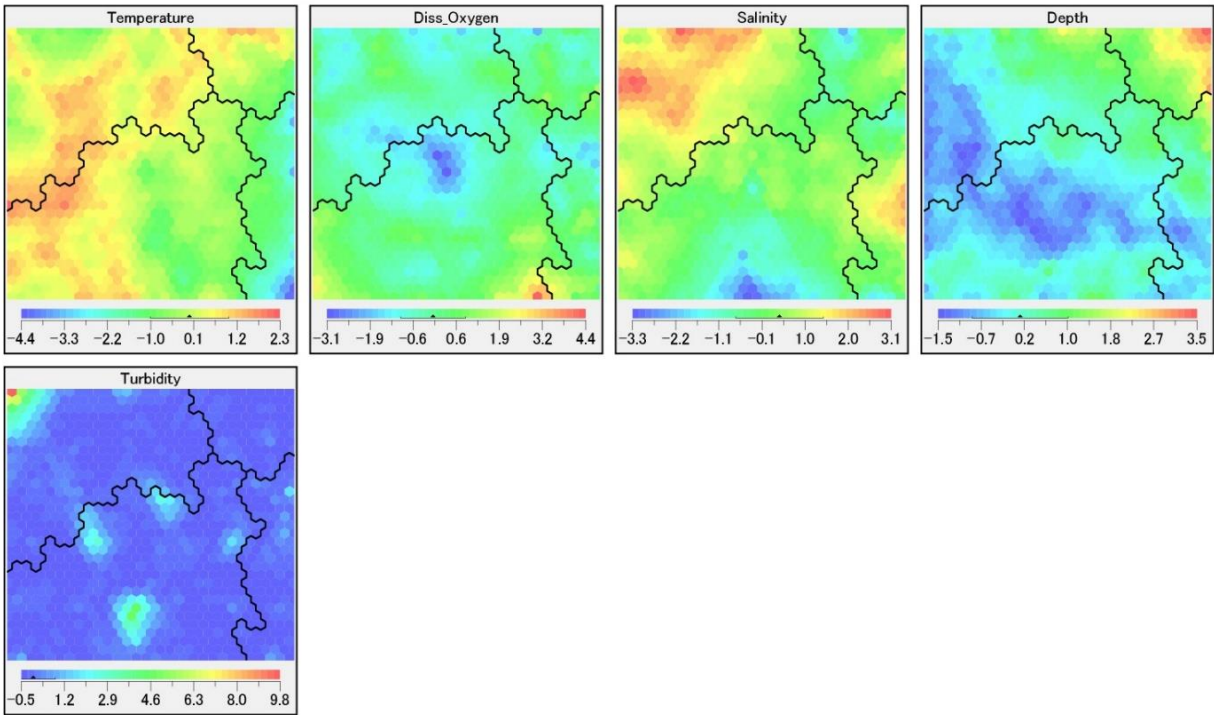 Temperature
−4.4 −3.3 −2.2 −1.0 0.1 1.2 2.3
Diss_Oxygen
−3.1 −1.9 −0.6 0.6 1.9 3.2 4.4
Salinity
−3.3 −2.2 −1.1 −0.1 1.0 2.0 3.1
Depth
−1.5 −0.7 0.2 1.0 1.8 2.7 3.5
Turbidity
−0.5 1.2 2.9 4.6 6.3 8.0 9.8